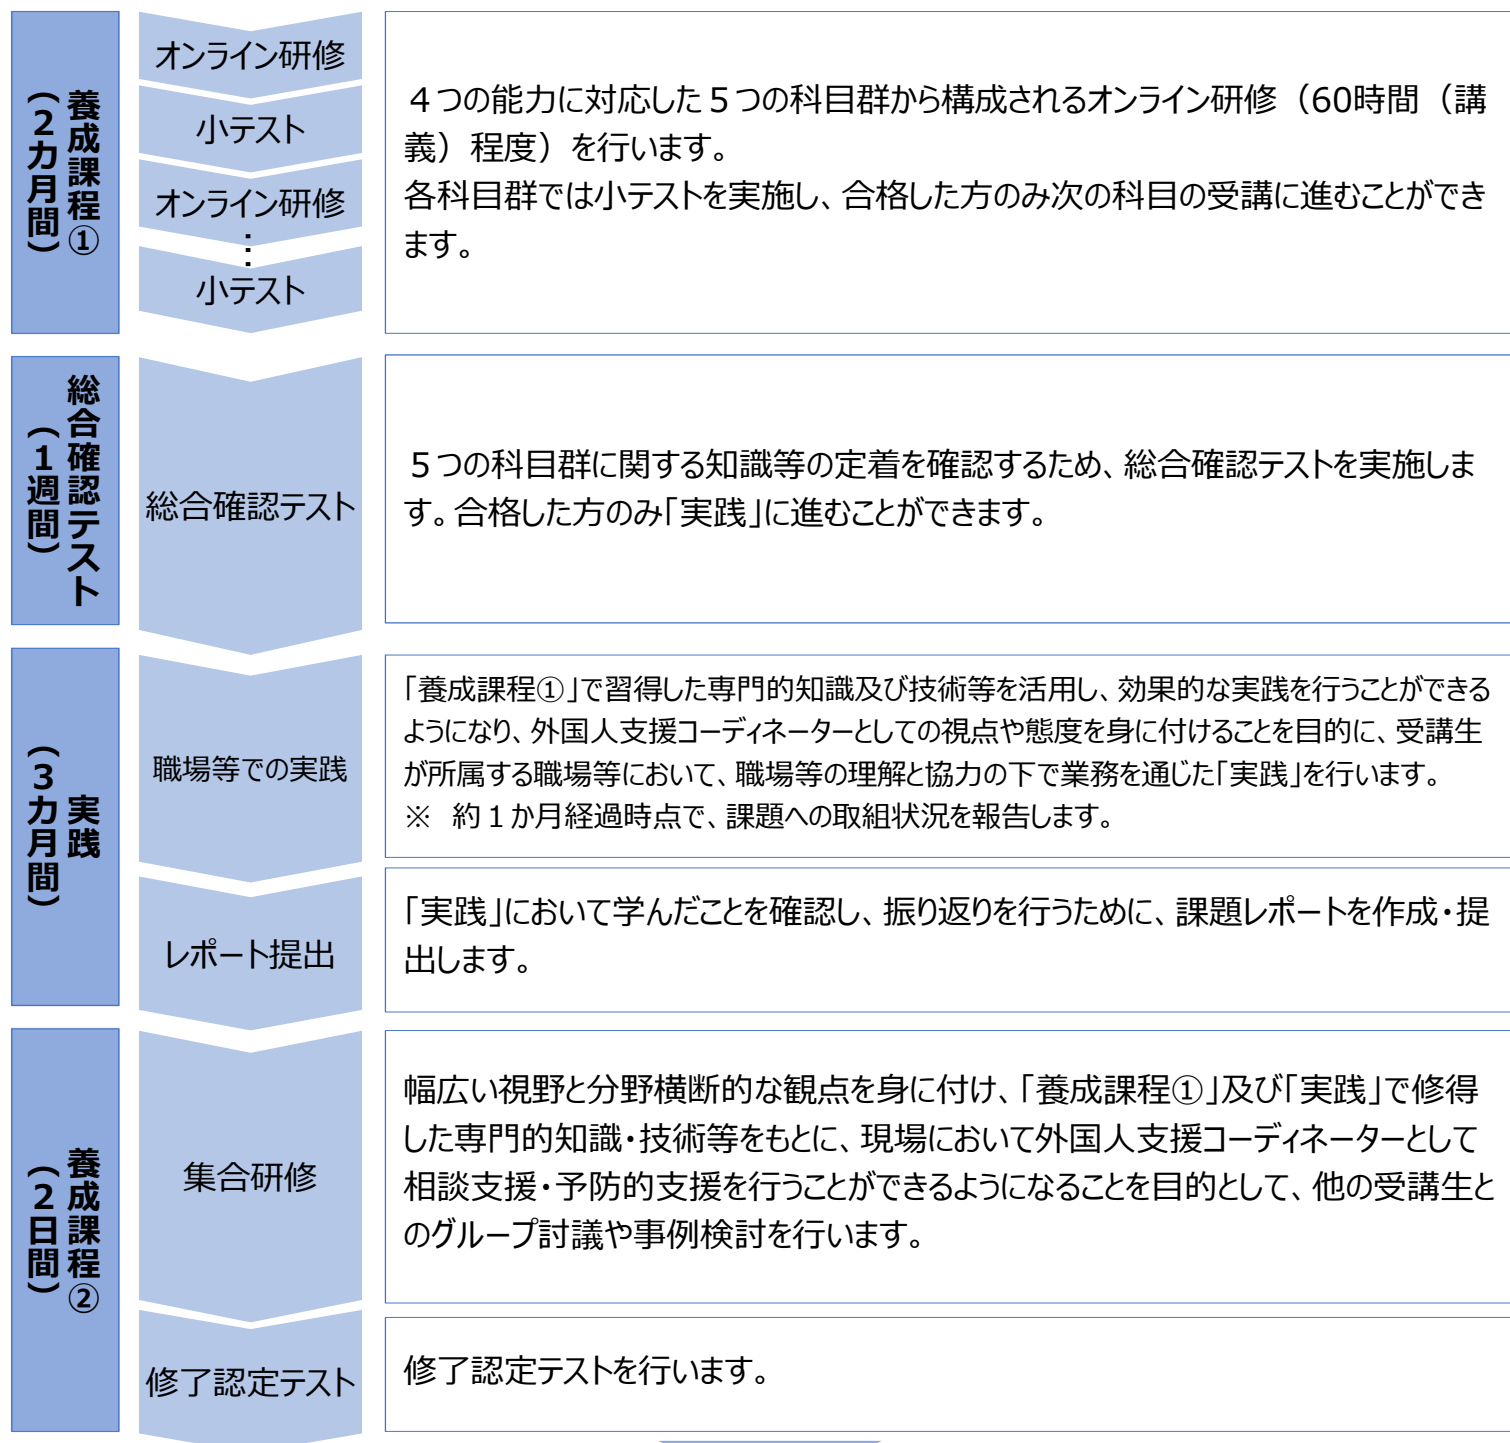 養成課程①
（２カ月間）
オンライン研修
小テスト
オンライン研修
⋮
小テスト
４つの能力に対応した５つの科目群から構成されるオンライン研修（60時間（講
義）程度）を行います。
各科目群では小テストを実施し、合格した方のみ次の科目の受講に進むことができ
ます。
総合確認テスト
（１週間）
総合確認テスト
５つの科目群に関する知識等の定着を確認するため、総合確認テストを実施しま
す。合格した方のみ「実践」に進むことができます。
実践
（３カ月間）
職場等での実践
「養成課程①」で習得した専門的知識及び技術等を活用し、効果的な実践を行うことができる
ようになり、外国人支援コーディネーターとしての視点や態度を身に付けることを目的に、受講生
が所属する職場等において、職場等の理解と協力の下で業務を通じた「実践」を行います。
※　約１か月経過時点で、課題への取組状況を報告します。
レポート提出
「実践」において学んだことを確認し、振り返りを行うために、課題レポートを作成・提
出します。
養成課程②
（２日間）
集合研修
幅広い視野と分野横断的な観点を身に付け、「養成課程①」及び「実践」で修得
した専門的知識・技術等をもとに、現場において外国人支援コーディネーターとして
相談支援・予防的支援を行うことができるようになることを目的として、他の受講生と
のグループ討議や事例検討を行います。
修了認定テスト
修了認定テストを行います。